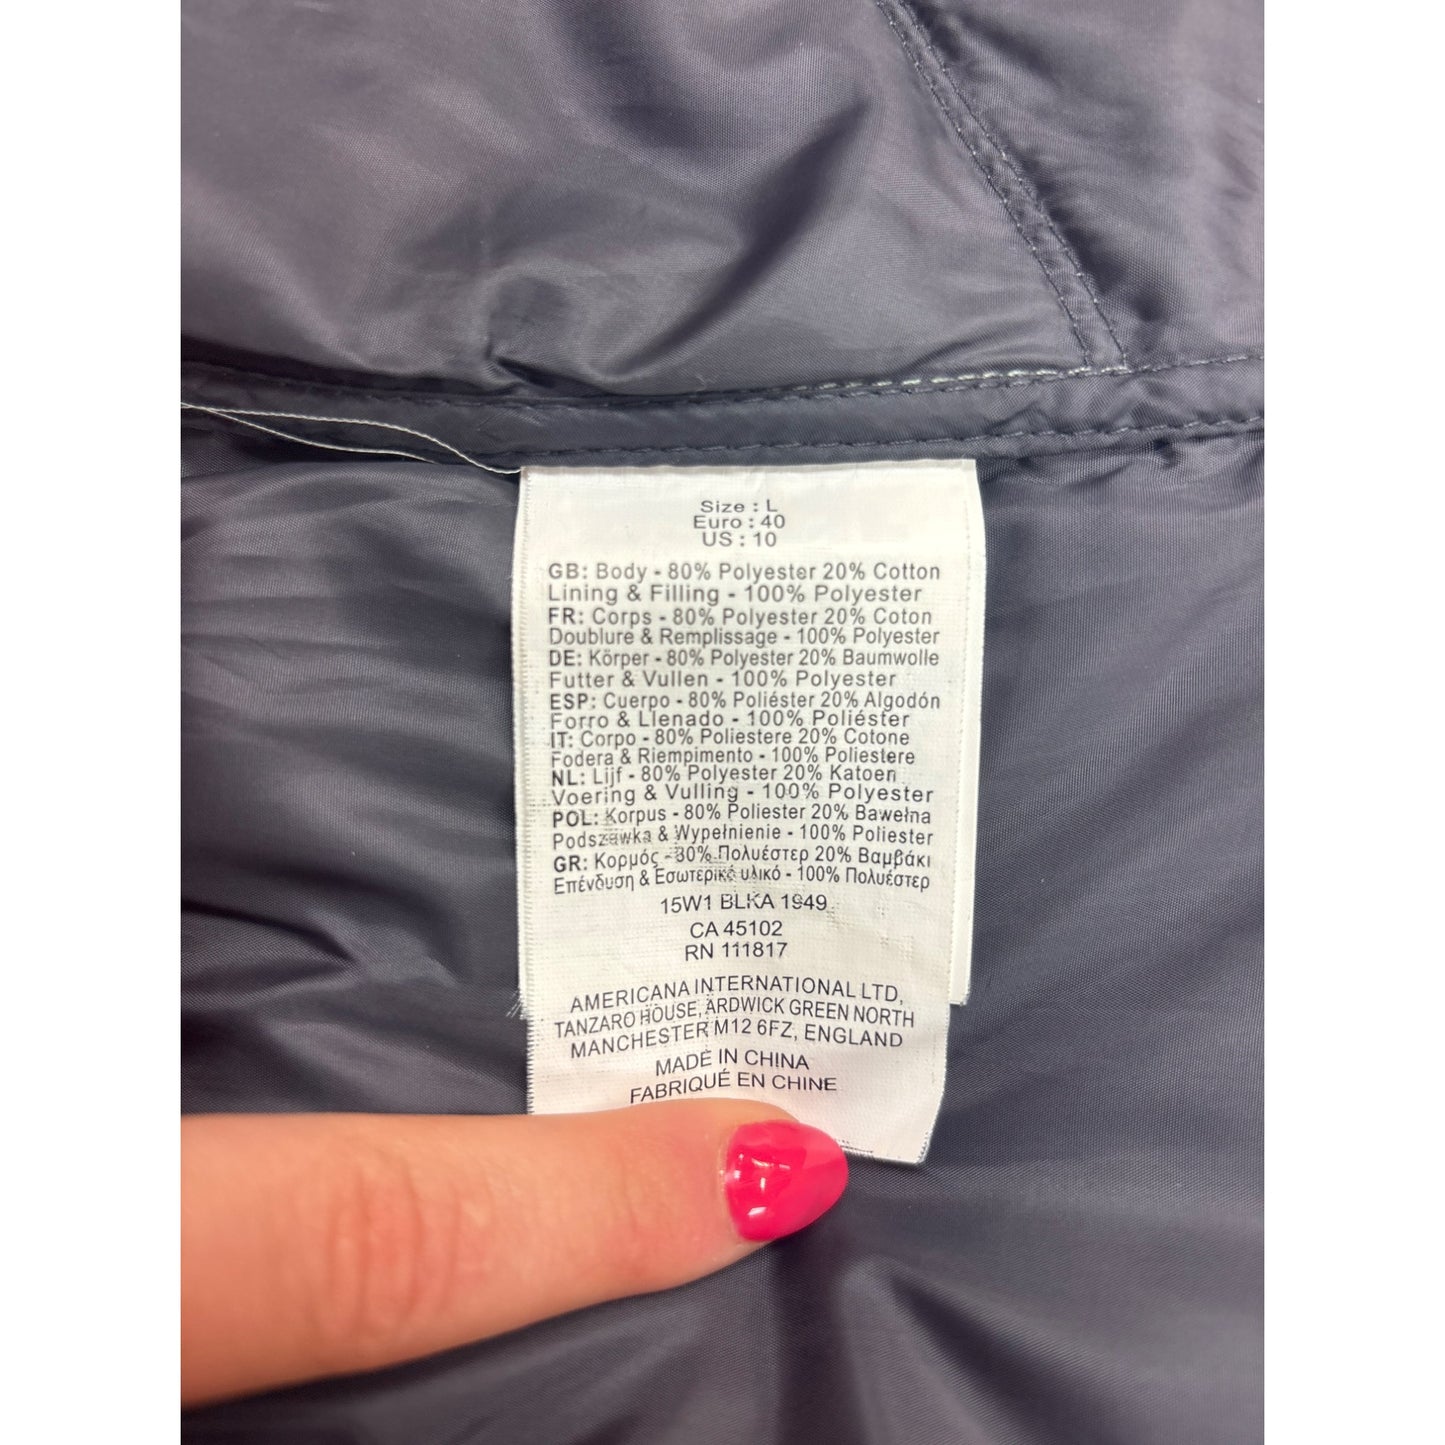 Size : L
Euro : 40
US : 10
GB: Body - 80% Polyester 20% Cotton
Lining & Filling - 100% Polyester
FR: Corps - 80% Polyester 20% Coton
Doublure & Remplissage - 100% Polyester
DE: Körper - 80% Polyester 20% Baumwolle
Futter & Vullen - 100% Polyester
ESP: Cuerpo - 80% Poliéster 20% Algodón
Forro & Llenado - 100% Poliéster
IT: Corpo - 80% Poliestere 20% Cotone
Fodera & Riempimento - 100% Poliestere
NL: Lijf - 80% Polyester 20% Katoen
Voering & Vulling - 100% Polyester
POL: Korpus - 80% Poliester 20% Bawełna
Podszewka & Wypełnienie - 100% Poliester
GR: Κορμός - 80% Πολυέστερ 20% Βαμβάκι
Επένδυση & Εσωτερικό υλικό - 100% Πολυέστερ
15W1 BLKA 1949
CA 45102
RN 111817
AMERICANA INTERNATIONAL LTD,
TANZARO HOUSE, ARDWICK GREEN NORTH
MANCHESTER M12 6FZ, ENGLAND
MADE IN CHINA
FABRIQUÉ EN CHINE